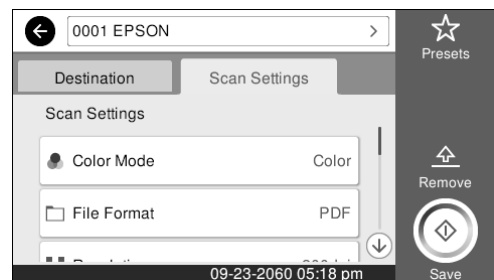 0001 EPSON
Presets
Destination
Scan Settings
Scan Settings
Color Mode
Color
Remove
File Format
PDF
09-23-2060 05:18 pm
Save